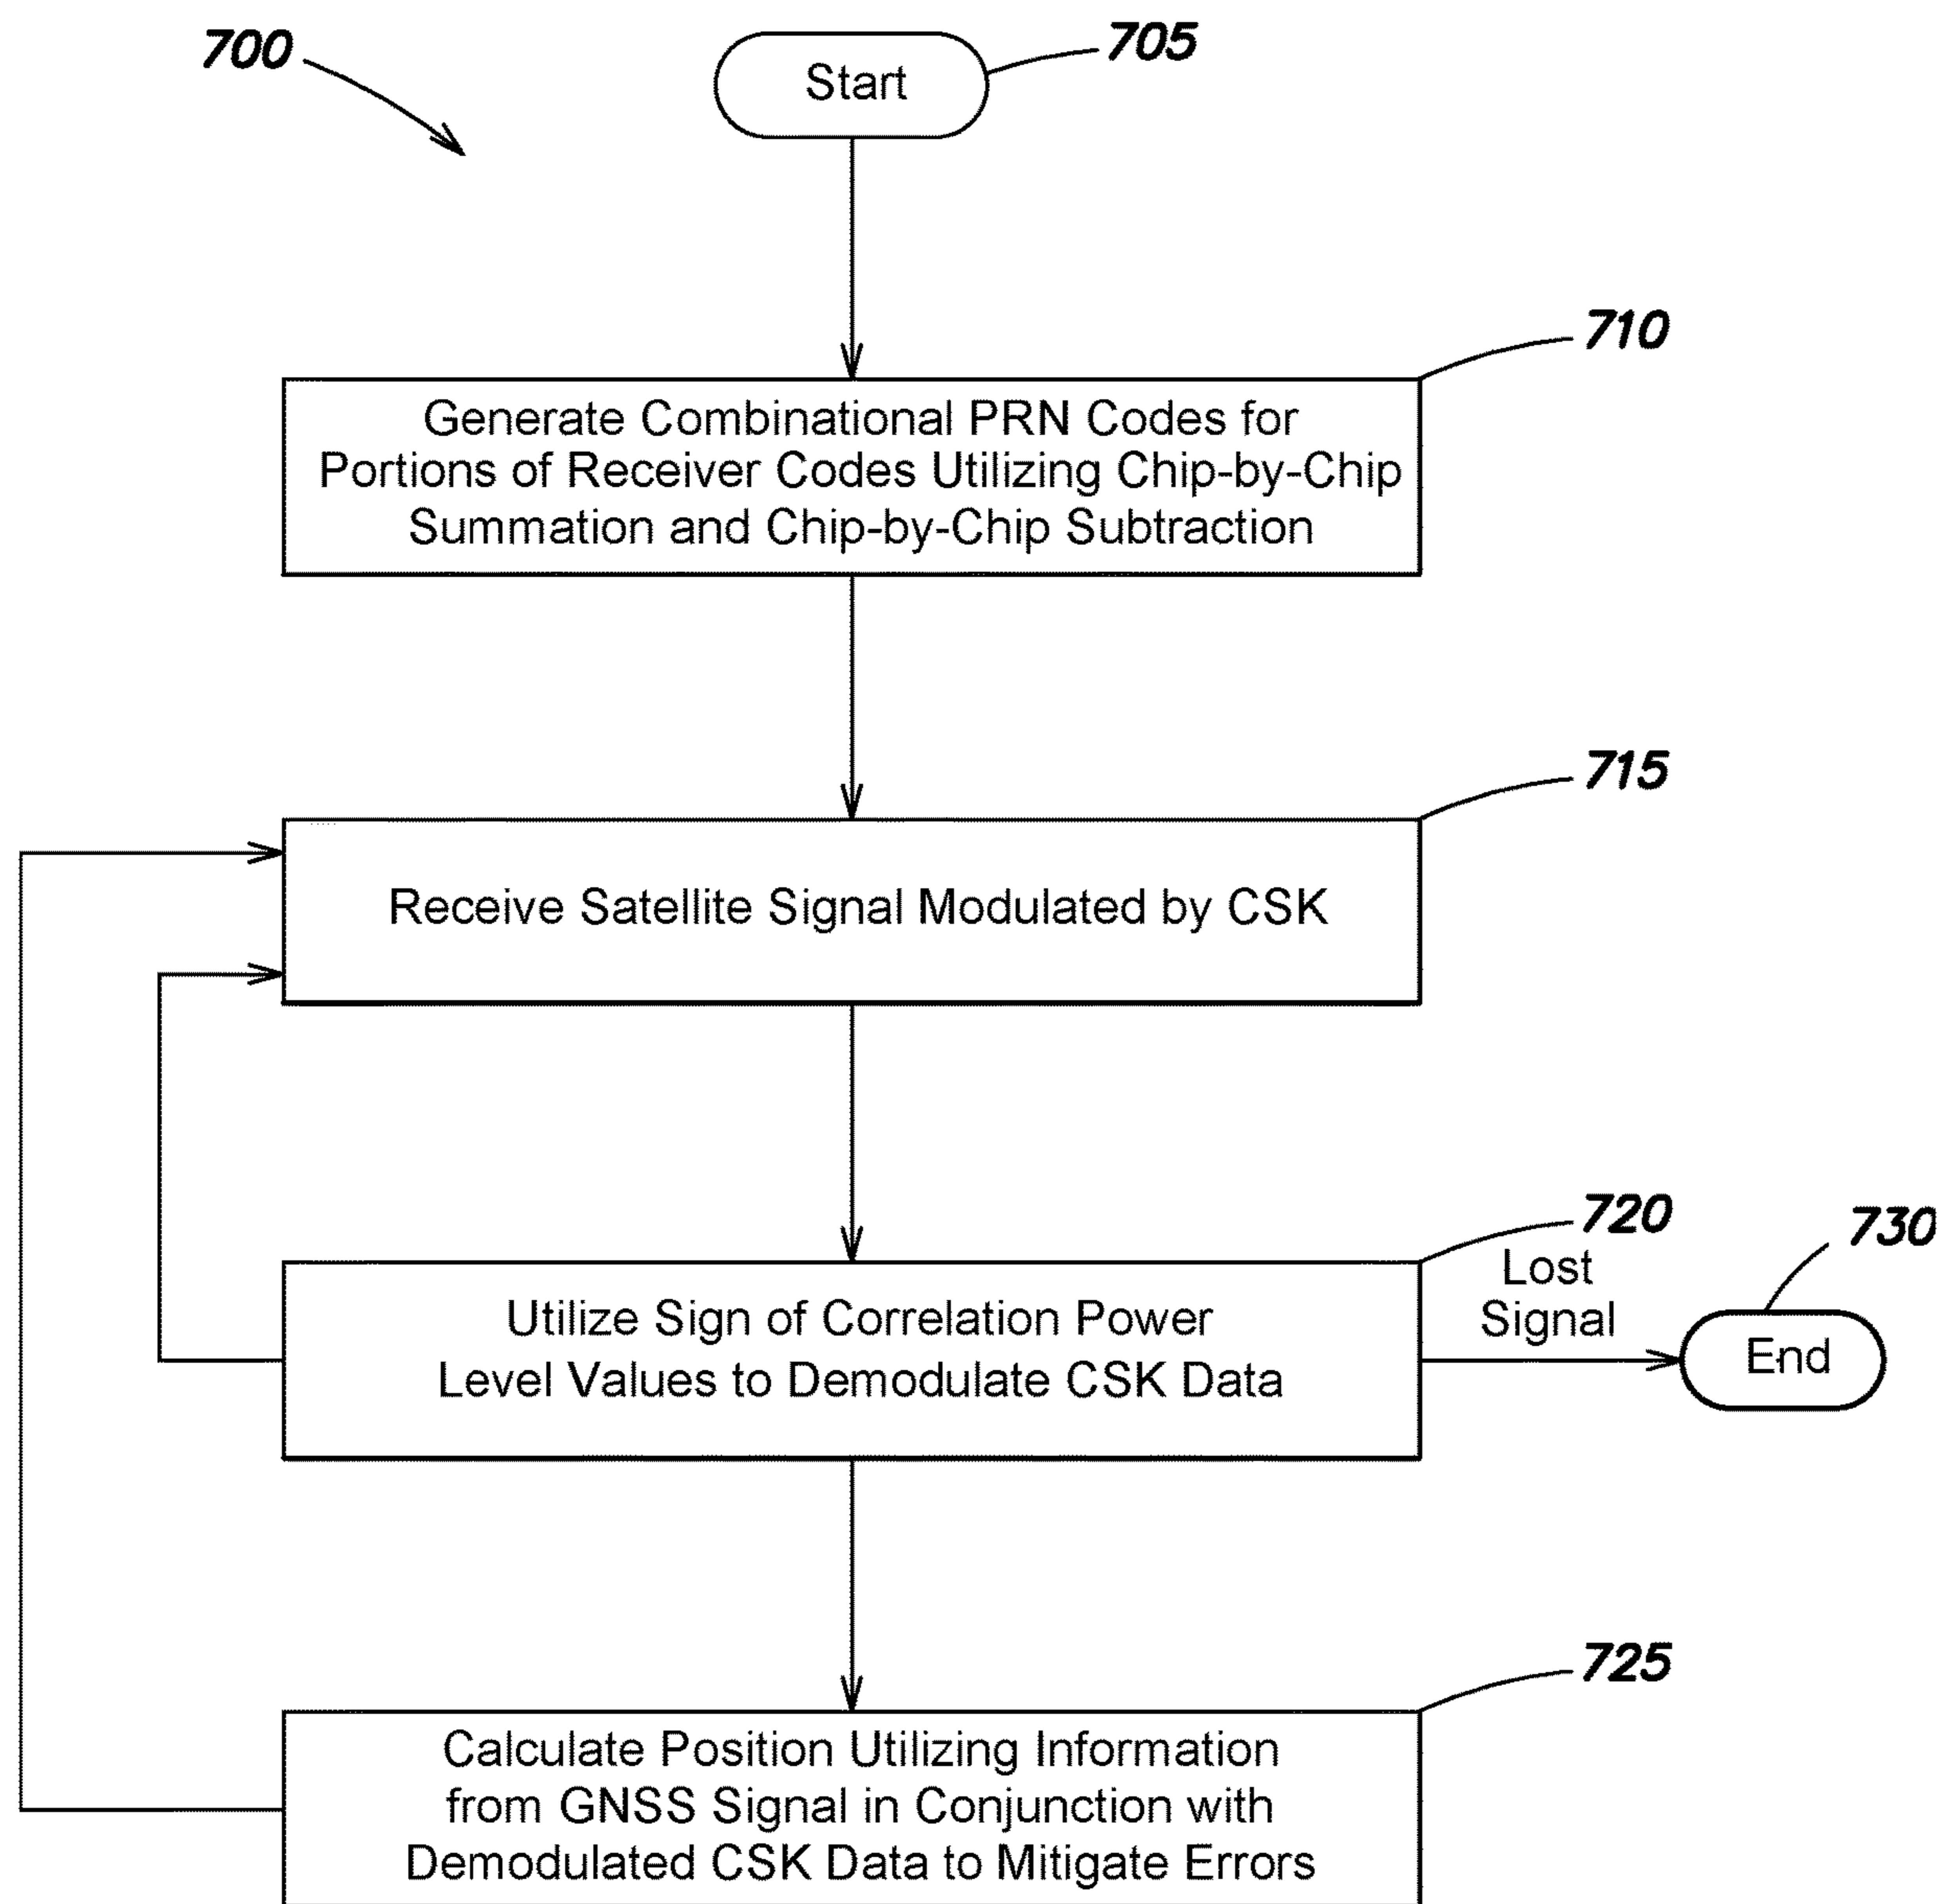 700
705
Start
710
Generate Combinational PRN Codes for
Portions of Receiver Codes Utilizing Chip-by-Chip
Summation and Chip-by-Chip Subtraction
715
Receive Satellite Signal Modulated by CSK
720
730
Lost
Signal
Utilize Sign of Correlation Power
Level Values to Demodulate CSK Data
End
725
Calculate Position Utilizing Information
from GNSS Signal in Conjunction with
Demodulated CSK Data to Mitigate Errors